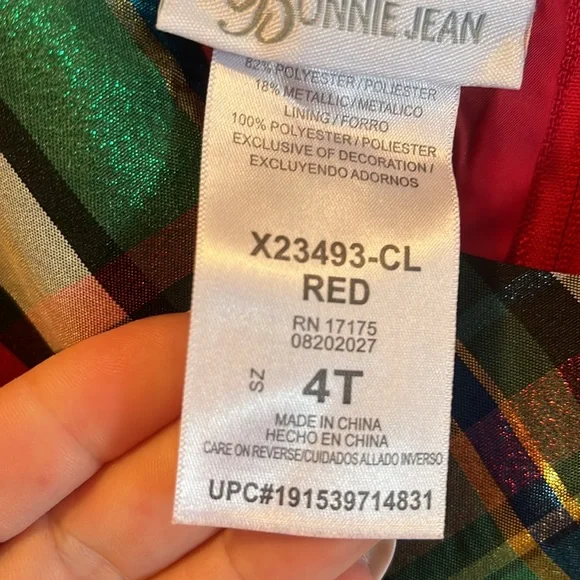 BONNIE JEAN
82% POLYESTER / POLIESTER
18% METALLIC / METALICO
LINING / FORRO
100% POLYESTER / POLIESTER
EXCLUSIVE OF DECORATION /
EXCLUYENDO ADORNOS
X23493-CL
RED
RN 17175
08202027
SZ 4T
MADE IN CHINA
HECHO EN CHINA
CARE ON REVERSE/CUIDADOS ALLADO INVERSO
UPC#191539714831